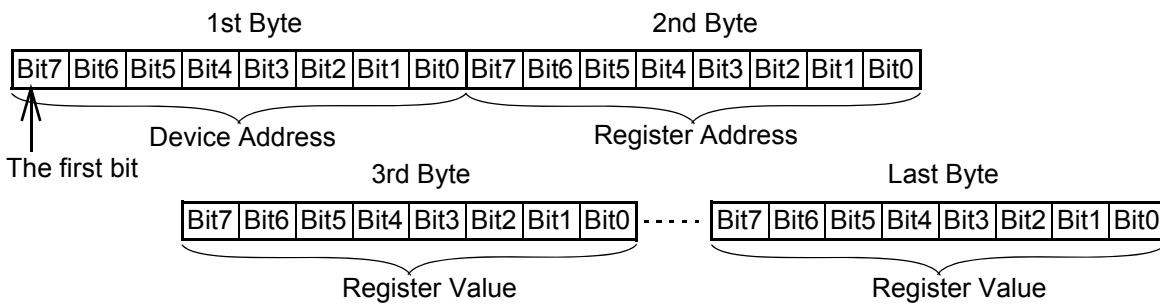 1st Byte 2nd Byte
Bit7 Bit6 Bit5 Bit4 Bit3 Bit2 Bit1 Bit0 Bit7 Bit6 Bit5 Bit4 Bit3 Bit2 Bit1 Bit0
Device Address Register Address
The first bit
3rd Byte Last Byte
Bit7 Bit6 Bit5 Bit4 Bit3 Bit2 Bit1 Bit0 Bit7 Bit6 Bit5 Bit4 Bit3 Bit2 Bit1 Bit0
Register Value Register Value